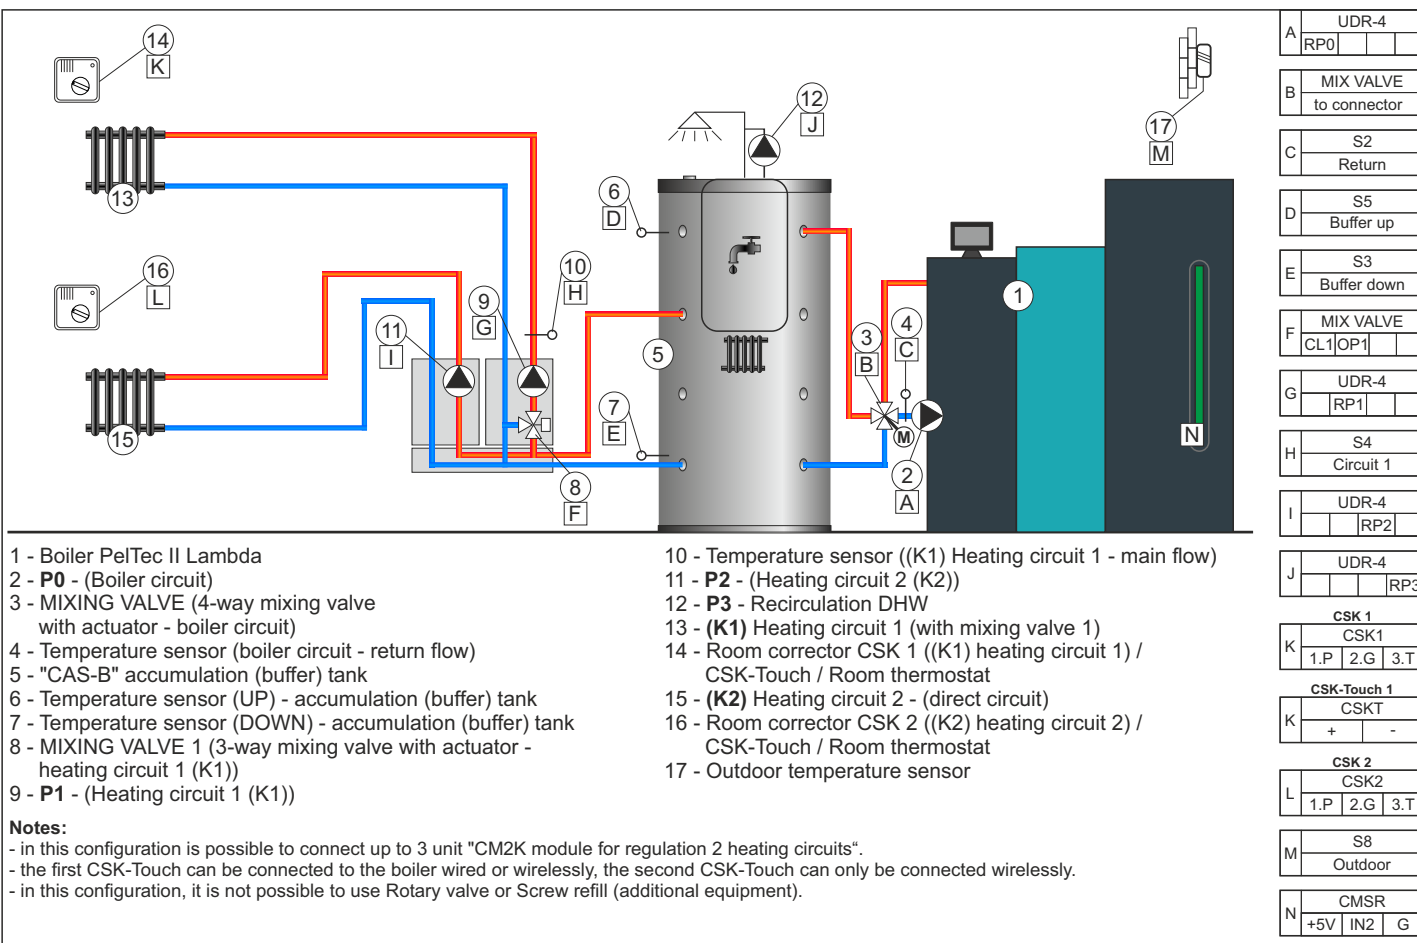 14
K
13
16
L
15
11
I
9
G
10
H
8
F
12
J
6
D
5
7
E
3
B
4
C
M
2
A
1
17
M
N
1 - Boiler PelTec II Lambda
2 - P0 - (Boiler circuit)
3 - MIXING VALVE (4-way mixing valve
with actuator - boiler circuit)
4 - Temperature sensor (boiler circuit - return flow)
5 - "CAS-B" accumulation (buffer) tank
6 - Temperature sensor (UP) - accumulation (buffer) tank
7 - Temperature sensor (DOWN) - accumulation (buffer) tank
8 - MIXING VALVE 1 (3-way mixing valve with actuator -
heating circuit 1 (K1))
9 - P1 - (Heating circuit 1 (K1))
10 - Temperature sensor ((K1) Heating circuit 1 - main flow)
11 - P2 - (Heating circuit 2 (K2))
12 - P3 - Recirculation DHW
13 - (K1) Heating circuit 1 (with mixing valve 1)
14 - Room corrector CSK 1 ((K1) heating circuit 1) /
CSK-Touch / Room thermostat
15 - (K2) Heating circuit 2 - (direct circuit)
16 - Room corrector CSK 2 ((K2) heating circuit 2) /
CSK-Touch / Room thermostat
17 - Outdoor temperature sensor
Notes:
- in this configuration is possible to connect up to 3 unit "CM2K module for regulation 2 heating circuits“.
- the first CSK-Touch can be connected to the boiler wired or wirelessly, the second CSK-Touch can only be connected wirelessly.
- in this configuration, it is not possible to use Rotary valve or Screw refill (additional equipment).
A UDR-4
RP0
B MIX VALVE
to connector
C S2
Return
D S5
Buffer up
E S3
Buffer down
F MIX VALVE
CL1 OP1
G UDR-4
RP1
H S4
Circuit 1
I UDR-4
RP2
J UDR-4
RP3
CSK 1
K CSK1
1.P 2.G 3.T
CSK-Touch 1
K CSKT
+ -
CSK 2
L CSK2
1.P 2.G 3.T
M S8
Outdoor
N CMSR
+5V IN2 G